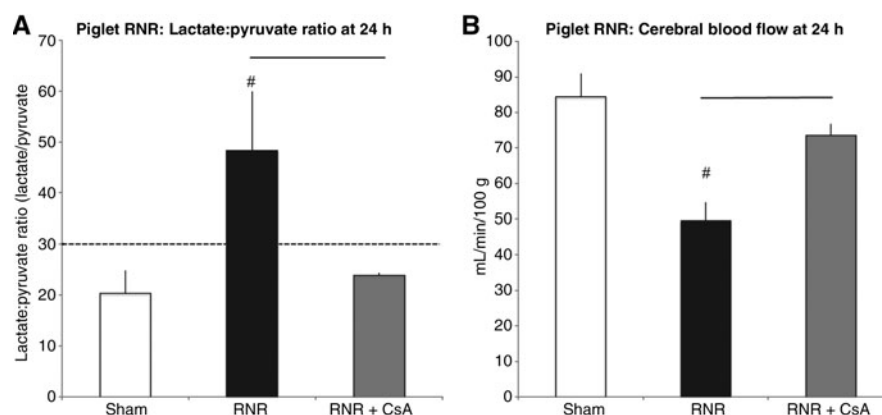 A
Piglet RNR: Lactate:pyruvate ratio at 24 h
Lactate:pyruvate ratio (lactate/pyruvate
70
60
50
40
30
20
10
0
#
Sham RNR RNR + CsA
B
Piglet RNR: Cerebral blood flow at 24 h
mL/min/100 g
100
90
80
70
60
50
40
30
20
10
0
#
Sham RNR RNR + CsA